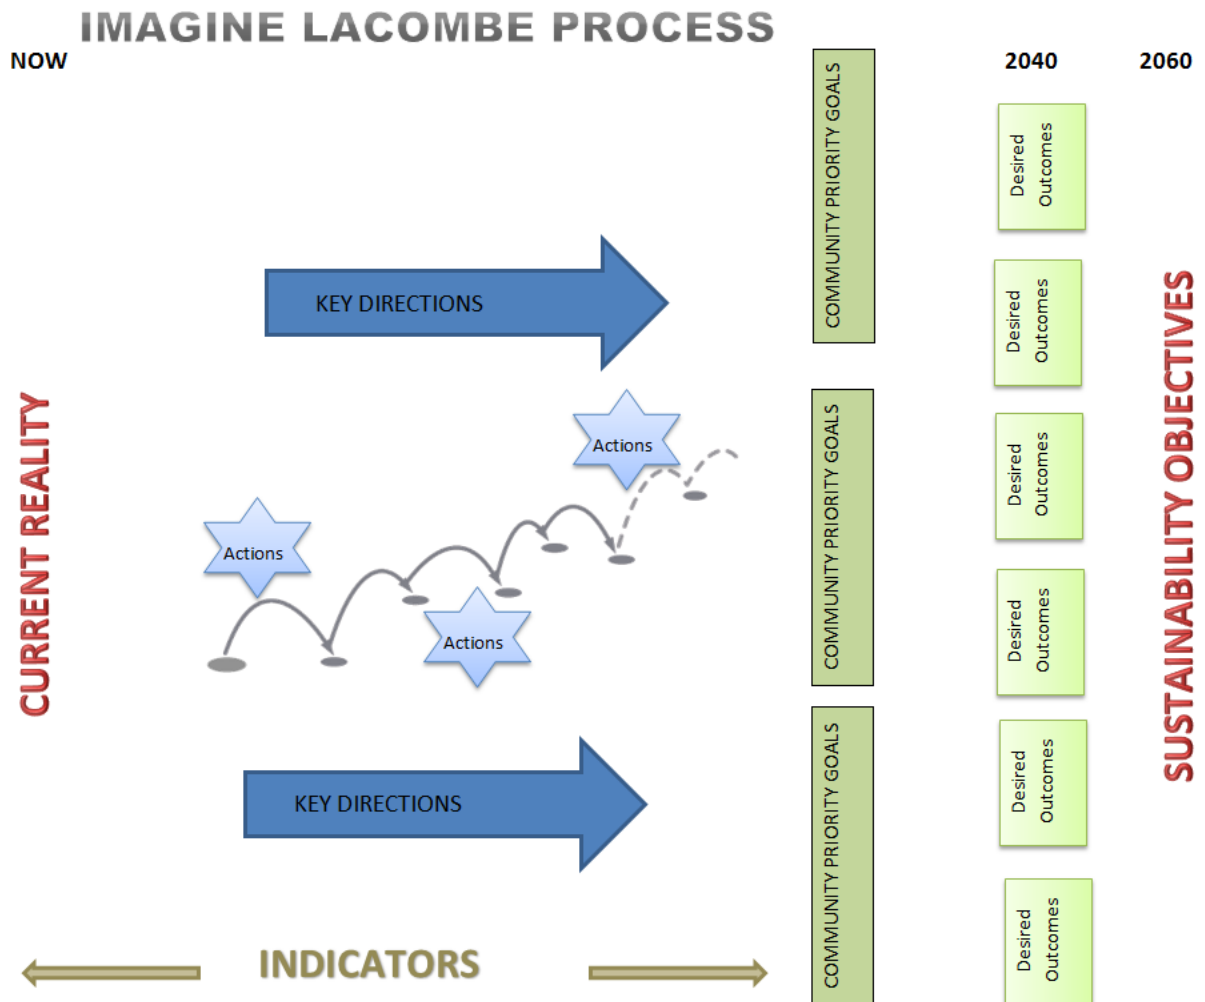 IMAGINE LACOMBE PROCESS
NOW
2040
2060
CURRENT REALITY
KEY DIRECTIONS
Actions
Actions
Actions
KEY DIRECTIONS
INDICATORS
COMMUNITY PRIORITY GOALS
COMMUNITY PRIORITY GOALS
COMMUNITY PRIORITY GOALS
Desired
Outcomes
Desired
Outcomes
Desired
Outcomes
Desired
Outcomes
Desired
Outcomes
Desired
Outcomes
SUSTAINABILITY OBJECTIVES